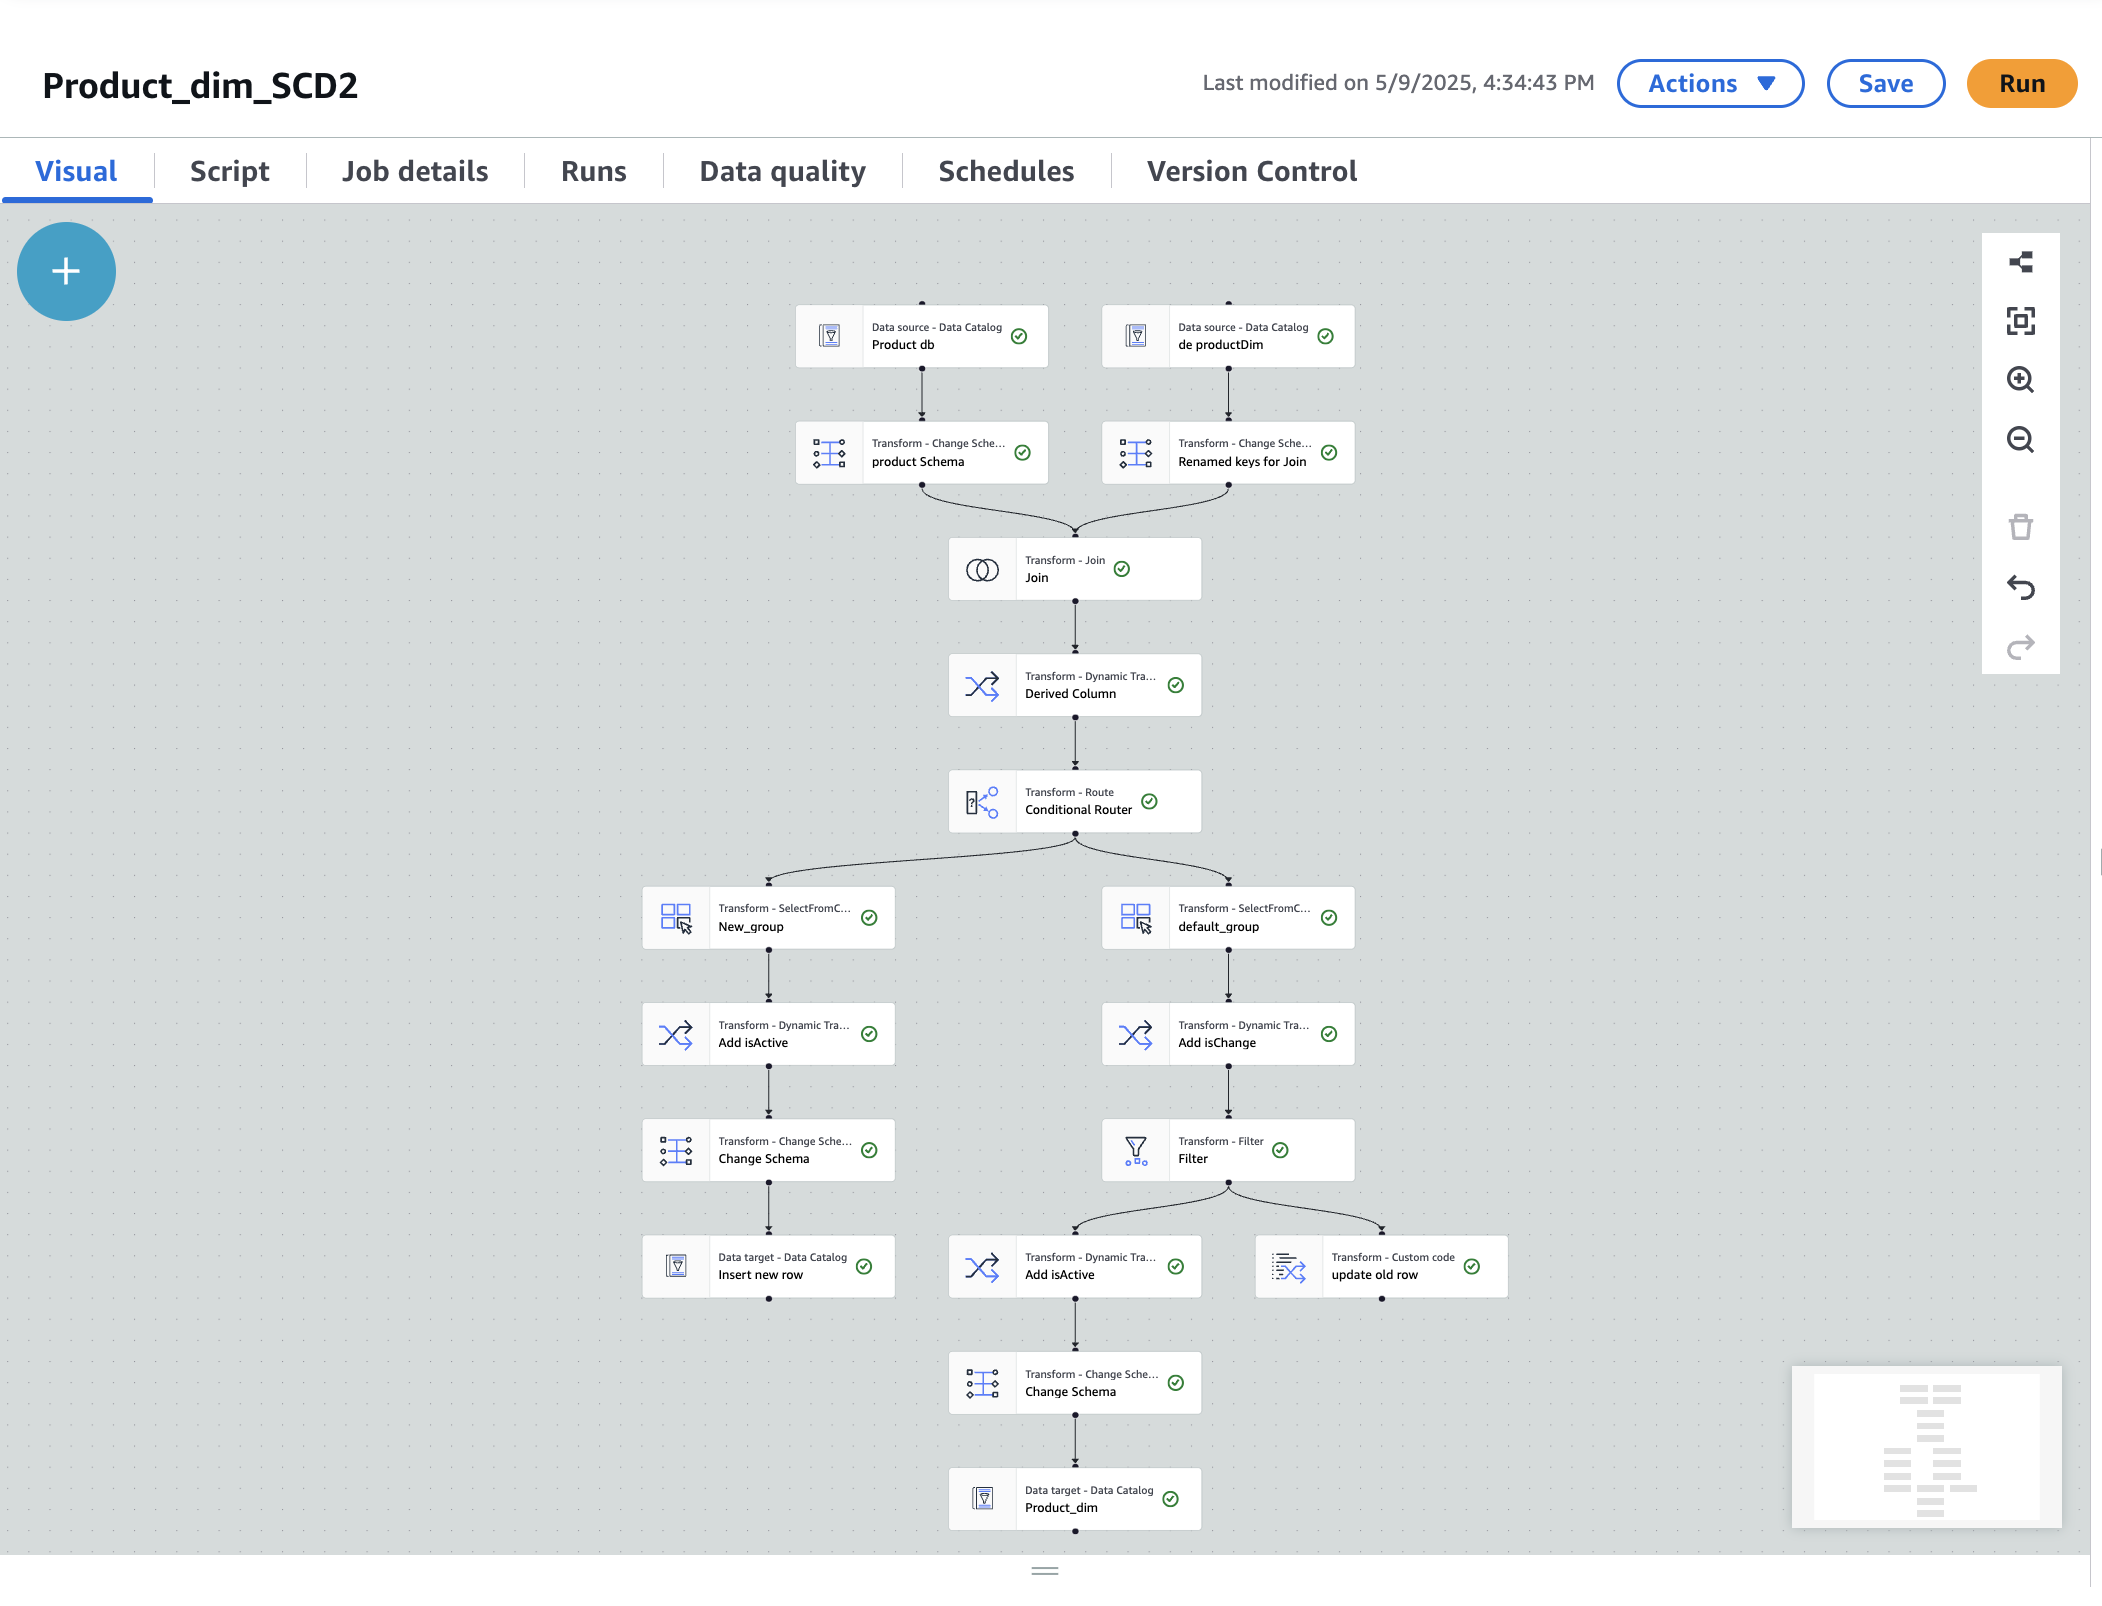 Product_dim_SCD2
Last modified on 5/9/2025, 4:34:43 PM
Actions
Save
Run
Visual
Script
Job details
Runs
Data quality
Schedules
Version Control
Data source - Data Catalog
Product db
Data source - Data Catalog
de productDim
Transform - Change Sche...
product Schema
Transform - Change Sche...
Renamed keys for Join
Transform - Join
Join
Transform - Dynamic Tra...
Derived Column
Transform - Route
Conditional Router
Transform - SelectFromC...
New_group
Transform - SelectFromC...
default_group
Transform - Dynamic Tra...
Add isActive
Transform - Dynamic Tra...
Add isChange
Transform - Change Sche...
Change Schema
Transform - Filter
Filter
Data target - Data Catalog
Insert new row
Transform - Dynamic Tra...
Add isActive
Transform - Custom code
update old row
Transform - Change Sche...
Change Schema
Data target - Data Catalog
Product_dim